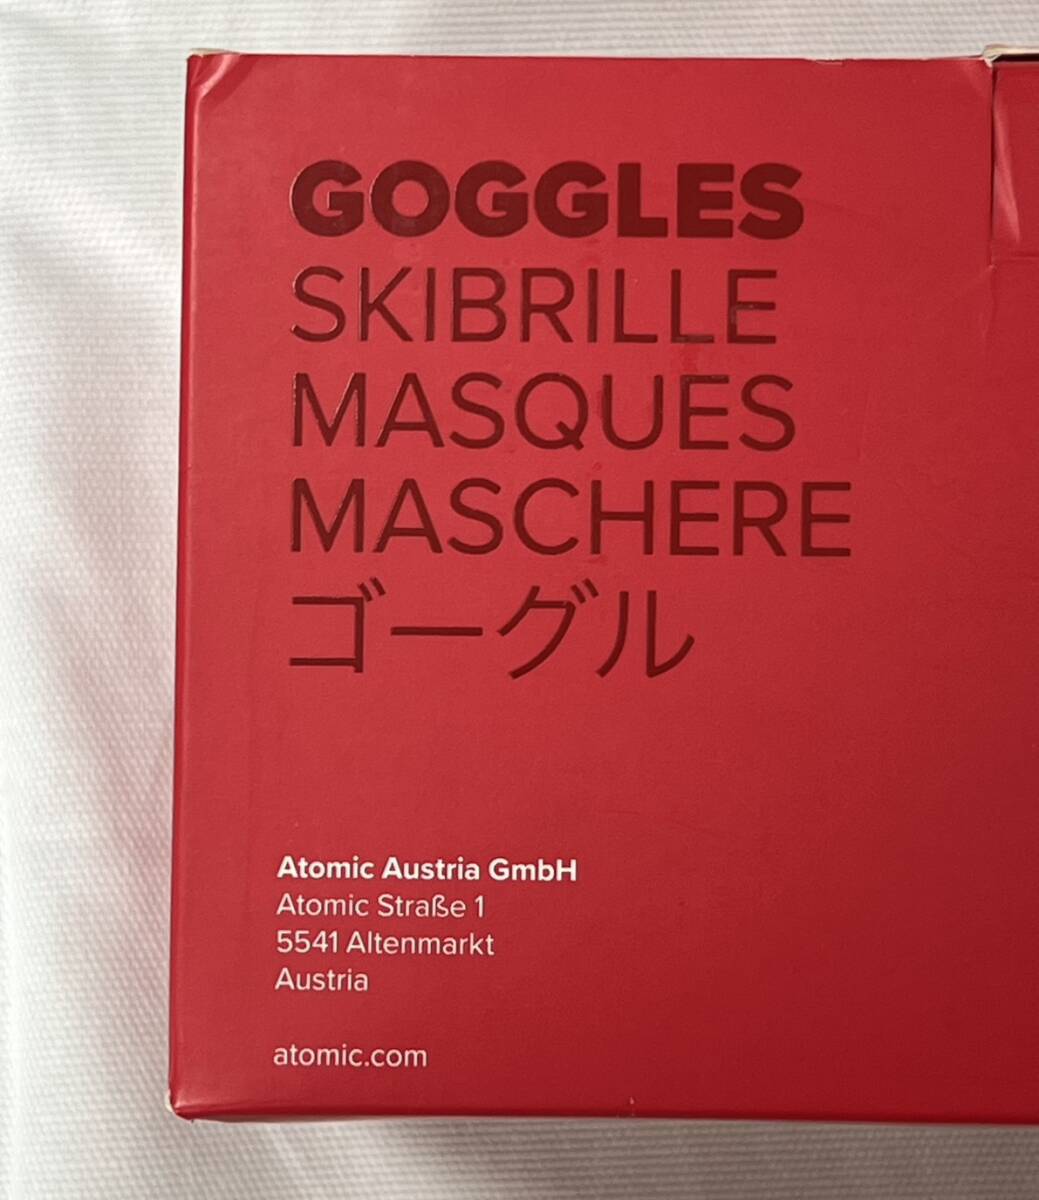 GOGGLES
SKIBRILLE
MASQUES
MASCHERE
ゴーグル
Atomic Austria GmbH
Atomic Straße 1
5541 Altenmarkt
Austria
atomic.com